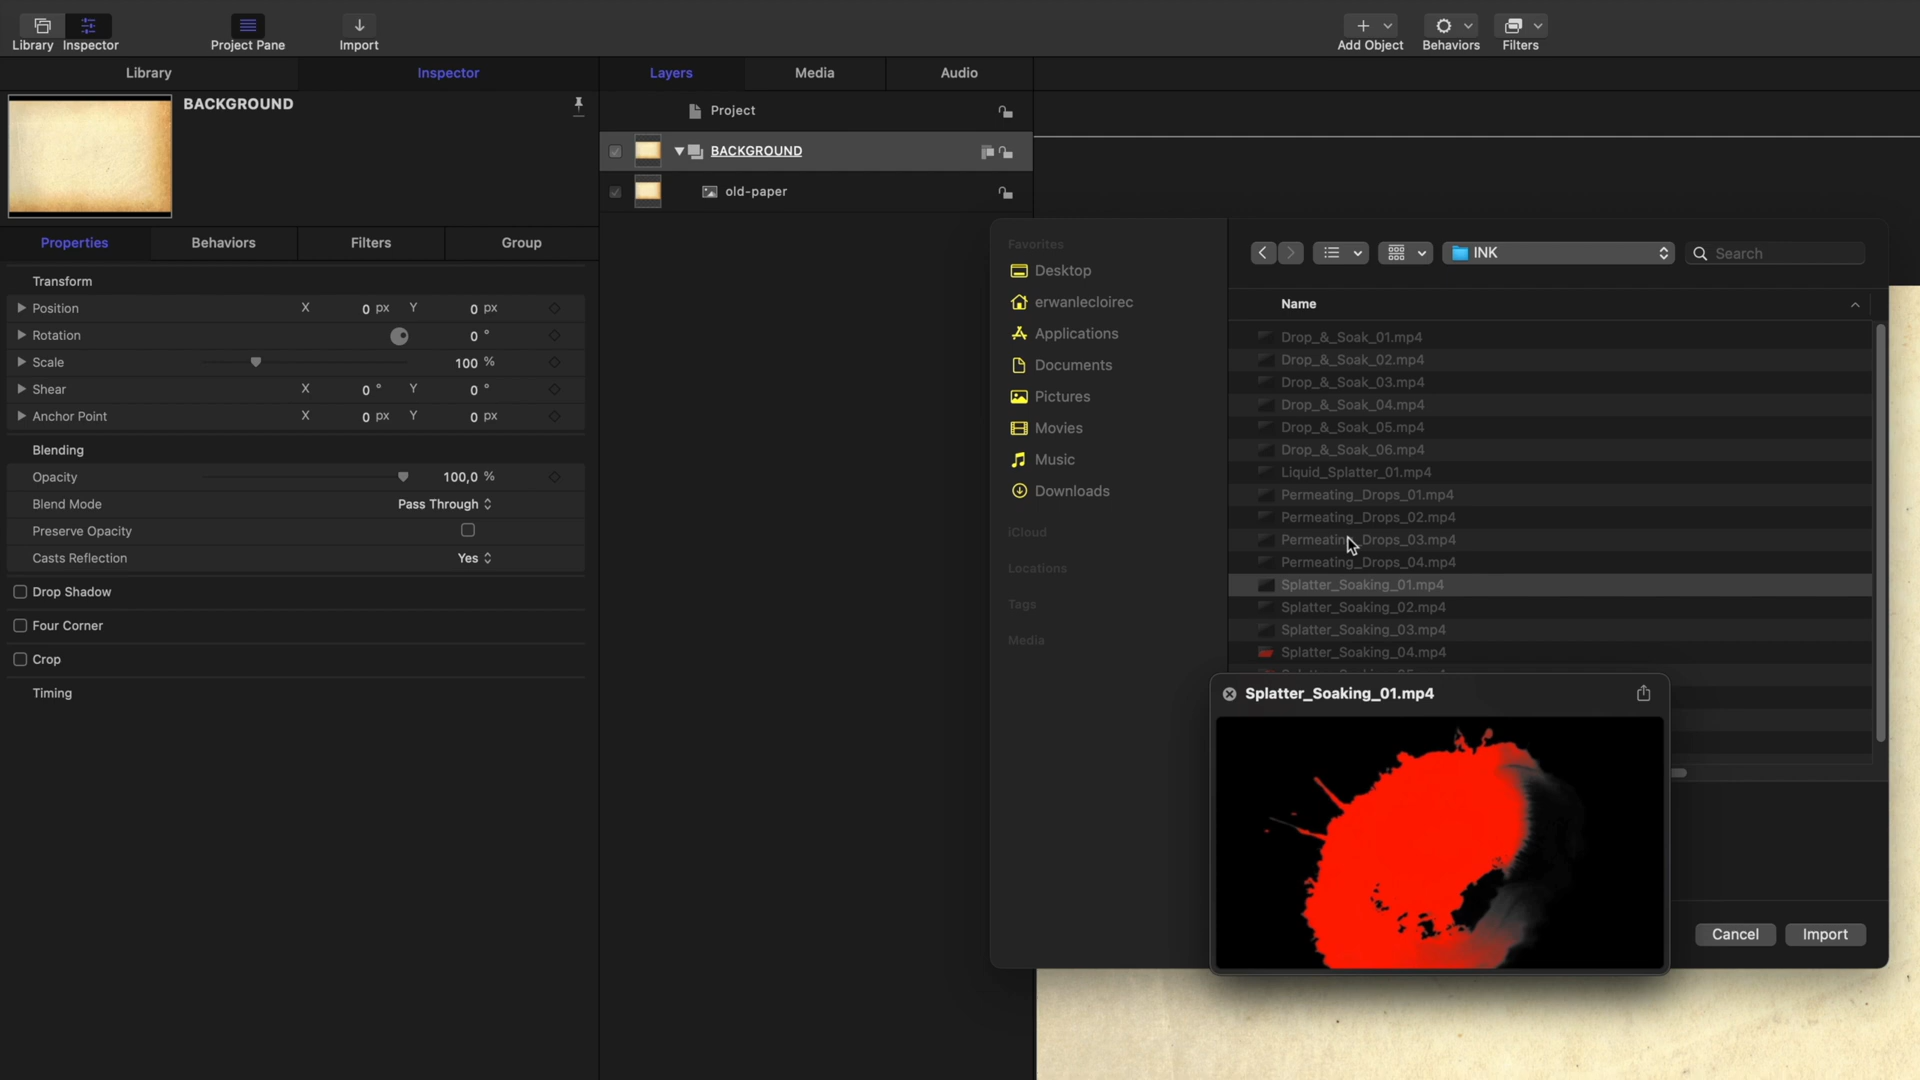 Library Inspector Project Pane Import Add Object Behaviors Filters
Library Inspector Layers Media Audio
BACKGROUND
Project
BACKGROUND
old-paper
Properties Behaviors Filters Group
Transform
Position X 0 px Y 0 px
Rotation 0 °
Scale 100 %
Shear X 0 ° Y 0 °
Anchor Point X 0 px Y 0 px
Blending
Opacity 100,0 %
Blend Mode Pass Through
Preserve Opacity
Casts Reflection Yes
Drop Shadow
Four Corner
Crop
Timing
Favorites
Desktop
erwanlecloirec
Applications
Documents
Pictures
Movies
Music
Downloads
iCloud
Locations
Tags
Media
INK Search
Name
Drop_&_Soak_01.mp4
Drop_&_Soak_02.mp4
Drop_&_Soak_03.mp4
Drop_&_Soak_04.mp4
Drop_&_Soak_05.mp4
Drop_&_Soak_06.mp4
Liquid_Splatter_01.mp4
Permeating_Drops_01.mp4
Permeating_Drops_02.mp4
Permeating_Drops_03.mp4
Permeating_Drops_04.mp4
Splatter_Soaking_01.mp4
Splatter_Soaking_02.mp4
Splatter_Soaking_03.mp4
Splatter_Soaking_04.mp4
Splatter_Soaking_01.mp4
Cancel Import